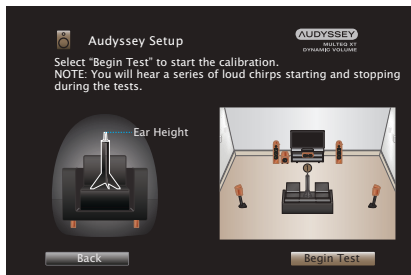 Audyssey Setup
AUDYSSEY
MULTEQ XT
DYNAMIC VOLUME
Select “Begin Test” to start the calibration.
NOTE: You will hear a series of loud chirps starting and stopping
during the tests.
Ear Height
Back
Begin Test